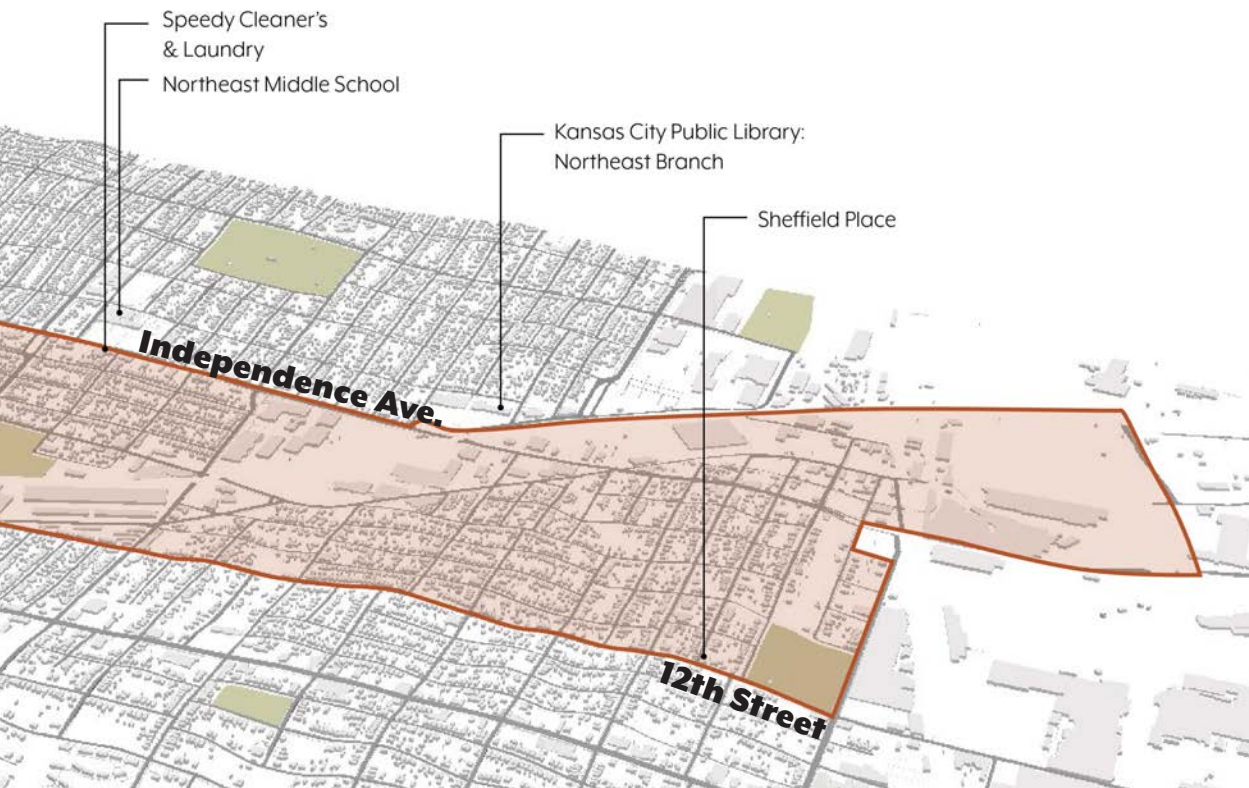 Speedy Cleaner's
& Laundry
Northeast Middle School
Kansas City Public Library:
Northeast Branch
Sheffield Place
Independence Ave.
12th Street